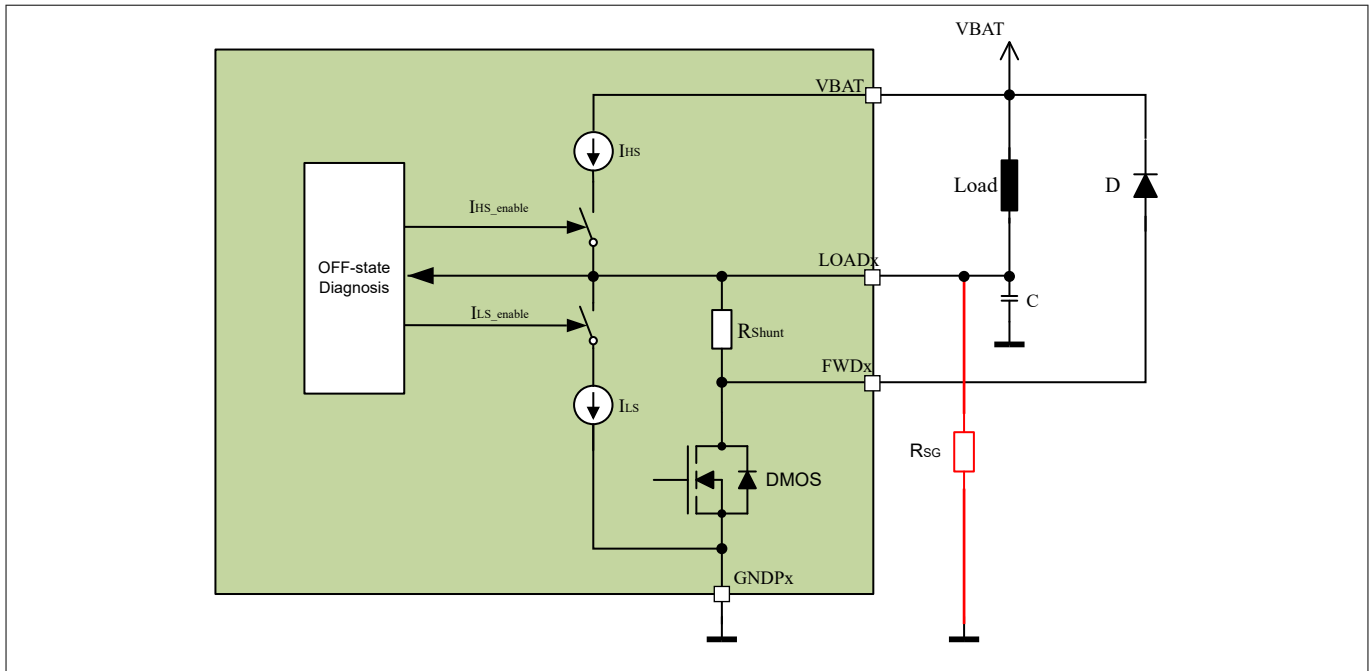 VBAT
VBAT
IHS
Load
D
IHS_enable
OFF-state
Diagnosis
LOADx
C
ILS_enable
RShunt
FWDx
ILS
RSG
DMOS
GNDPx